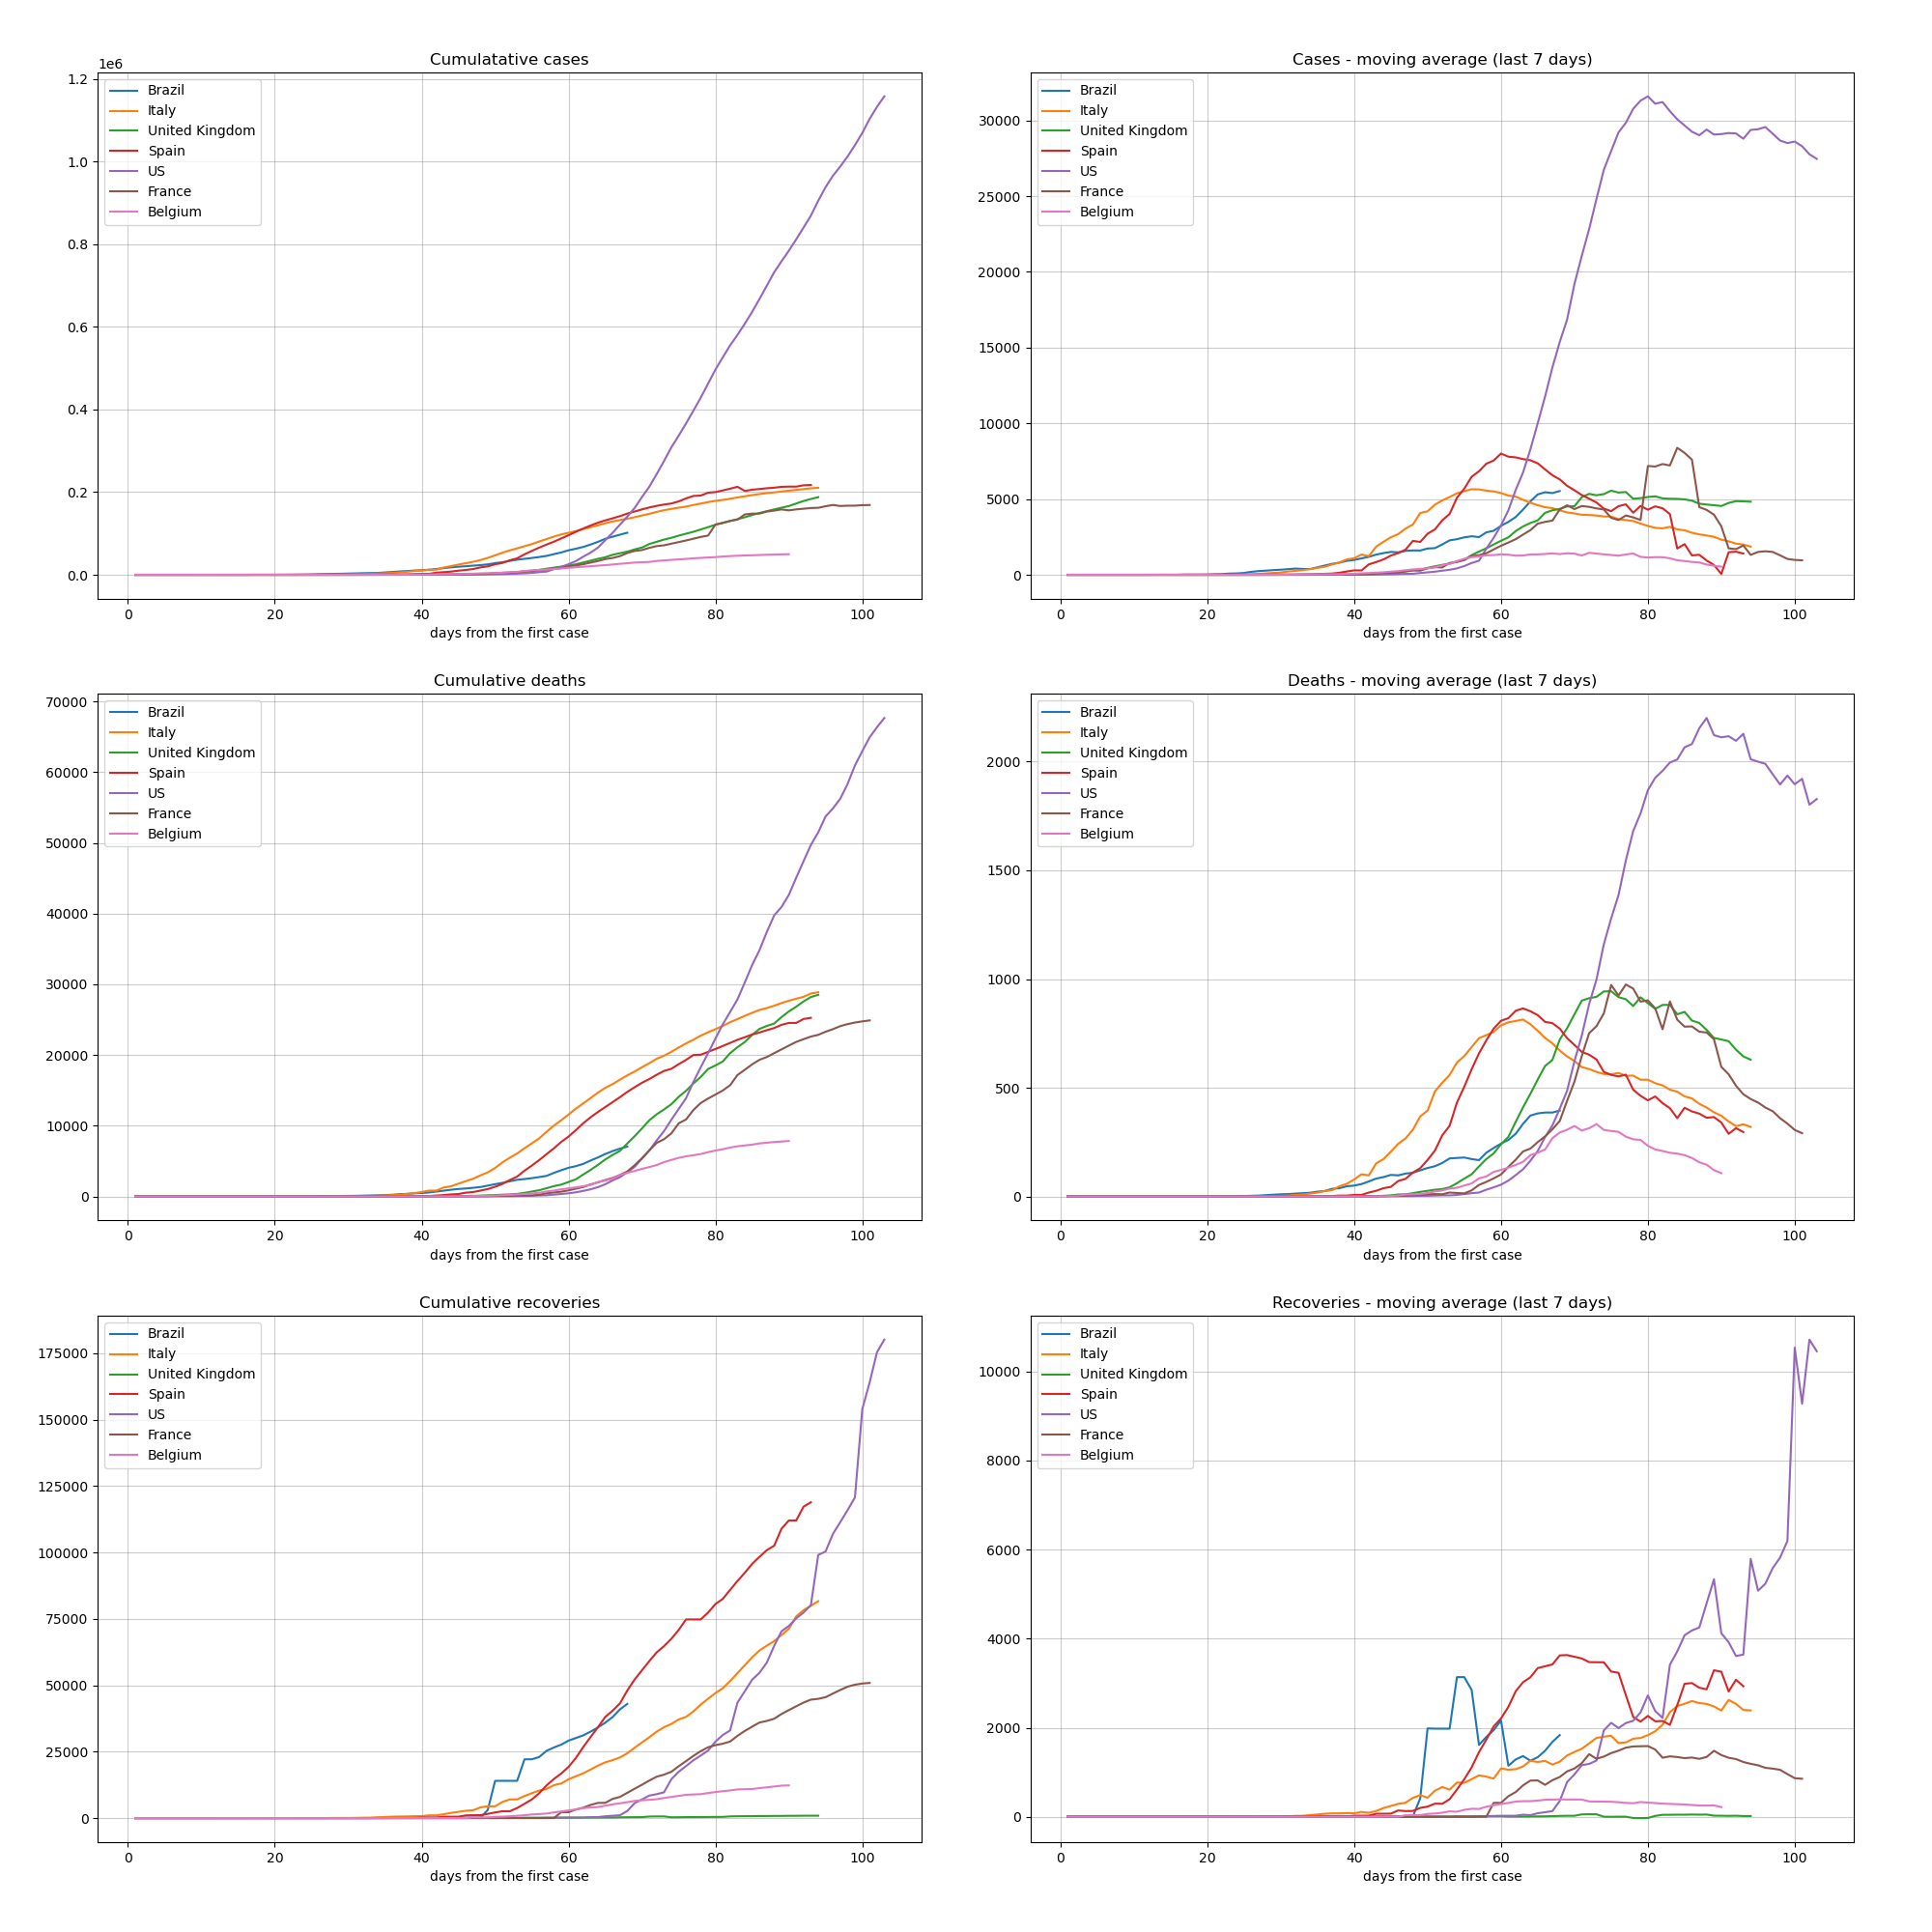 Cumulatative cases
1e6
1.2
1.0
0.8
0.6
0.4
0.2
0.0
Brazil
Italy
United Kingdom
Spain
US
France
Belgium
0 20 40 60 80 100
days from the first case
Cases - moving average (last 7 days)
30000
25000
20000
15000
10000
5000
0
Brazil
Italy
United Kingdom
Spain
US
France
Belgium
0 20 40 60 80 100
days from the first case
Cumulative deaths
70000
60000
50000
40000
30000
20000
10000
0
Brazil
Italy
United Kingdom
Spain
US
France
Belgium
0 20 40 60 80 100
days from the first case
Deaths - moving average (last 7 days)
2000
1500
1000
500
0
Brazil
Italy
United Kingdom
Spain
US
France
Belgium
0 20 40 60 80 100
days from the first case
Cumulative recoveries
175000
150000
125000
100000
75000
50000
25000
0
Brazil
Italy
United Kingdom
Spain
US
France
Belgium
0 20 40 60 80 100
days from the first case
Recoveries - moving average (last 7 days)
10000
8000
6000
4000
2000
0
Brazil
Italy
United Kingdom
Spain
US
France
Belgium
0 20 40 60 80 100
days from the first case